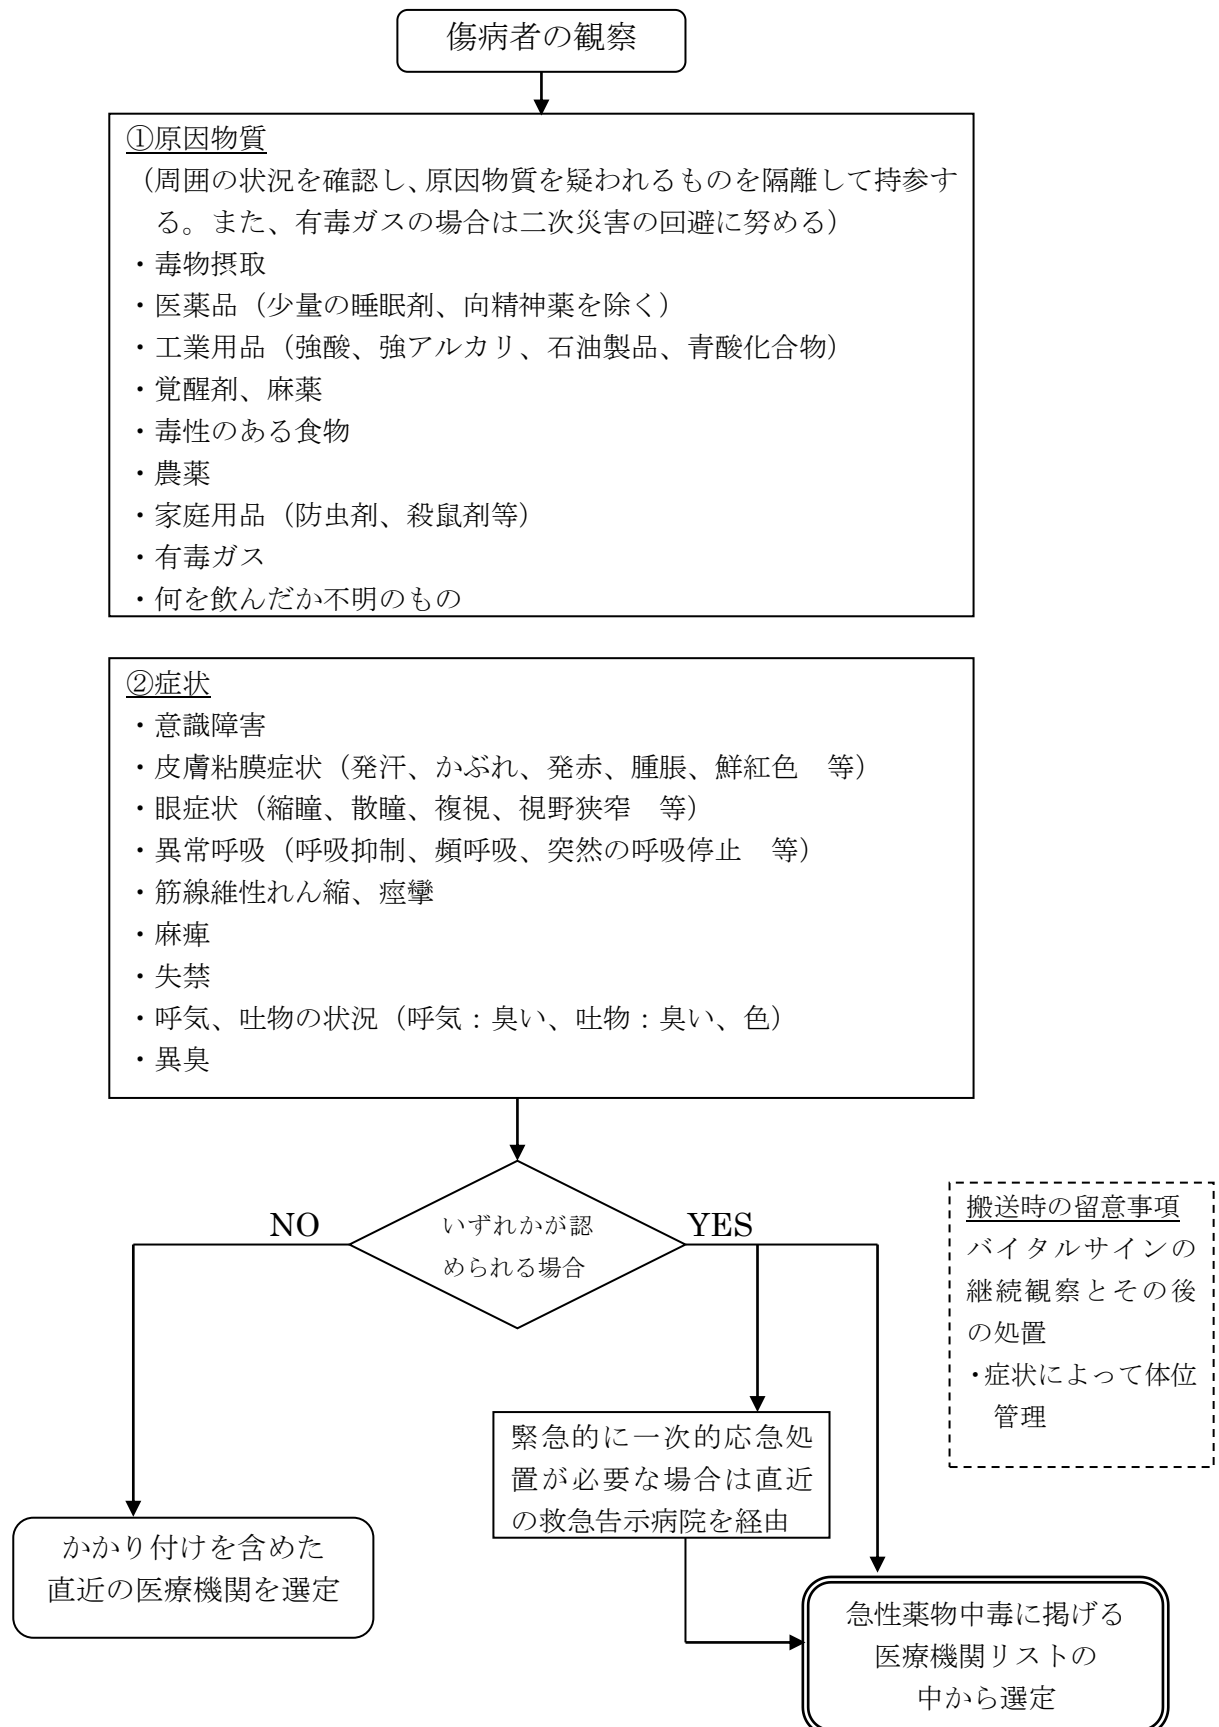 傷病者の観察
①原因物質
（周囲の状況を確認し、原因物質を疑われるものを隔離して持参す
る。また、有毒ガスの場合は二次災害の回避に努める）
・毒物摂取
・医薬品（少量の睡眠剤、向精神薬を除く）
・工業用品（強酸、強アルカリ、石油製品、青酸化合物）
・覚醒剤、麻薬
・毒性のある食物
・農薬
・家庭用品（防虫剤、殺鼠剤等）
・有毒ガス
・何を飲んだか不明のもの
②症状
・意識障害
・皮膚粘膜症状（発汗、かぶれ、発赤、腫脹、鮮紅色　等）
・眼症状（縮瞳、散瞳、複視、視野狭窄　等）
・異常呼吸（呼吸抑制、頻呼吸、突然の呼吸停止　等）
・筋線維性れん縮、痙攣
・麻痺
・失禁
・呼気、吐物の状況（呼気：臭い、吐物：臭い、色）
・異臭
NO
いずれかが認
められる場合
YES
搬送時の留意事項
バイタルサインの
継続観察とその後
の処置
・症状によって体位
管理
緊急的に一次的応急処
置が必要な場合は直近
の救急告示病院を経由
かかり付けを含めた
直近の医療機関を選定
急性薬物中毒に掲げる
医療機関リストの
中から選定